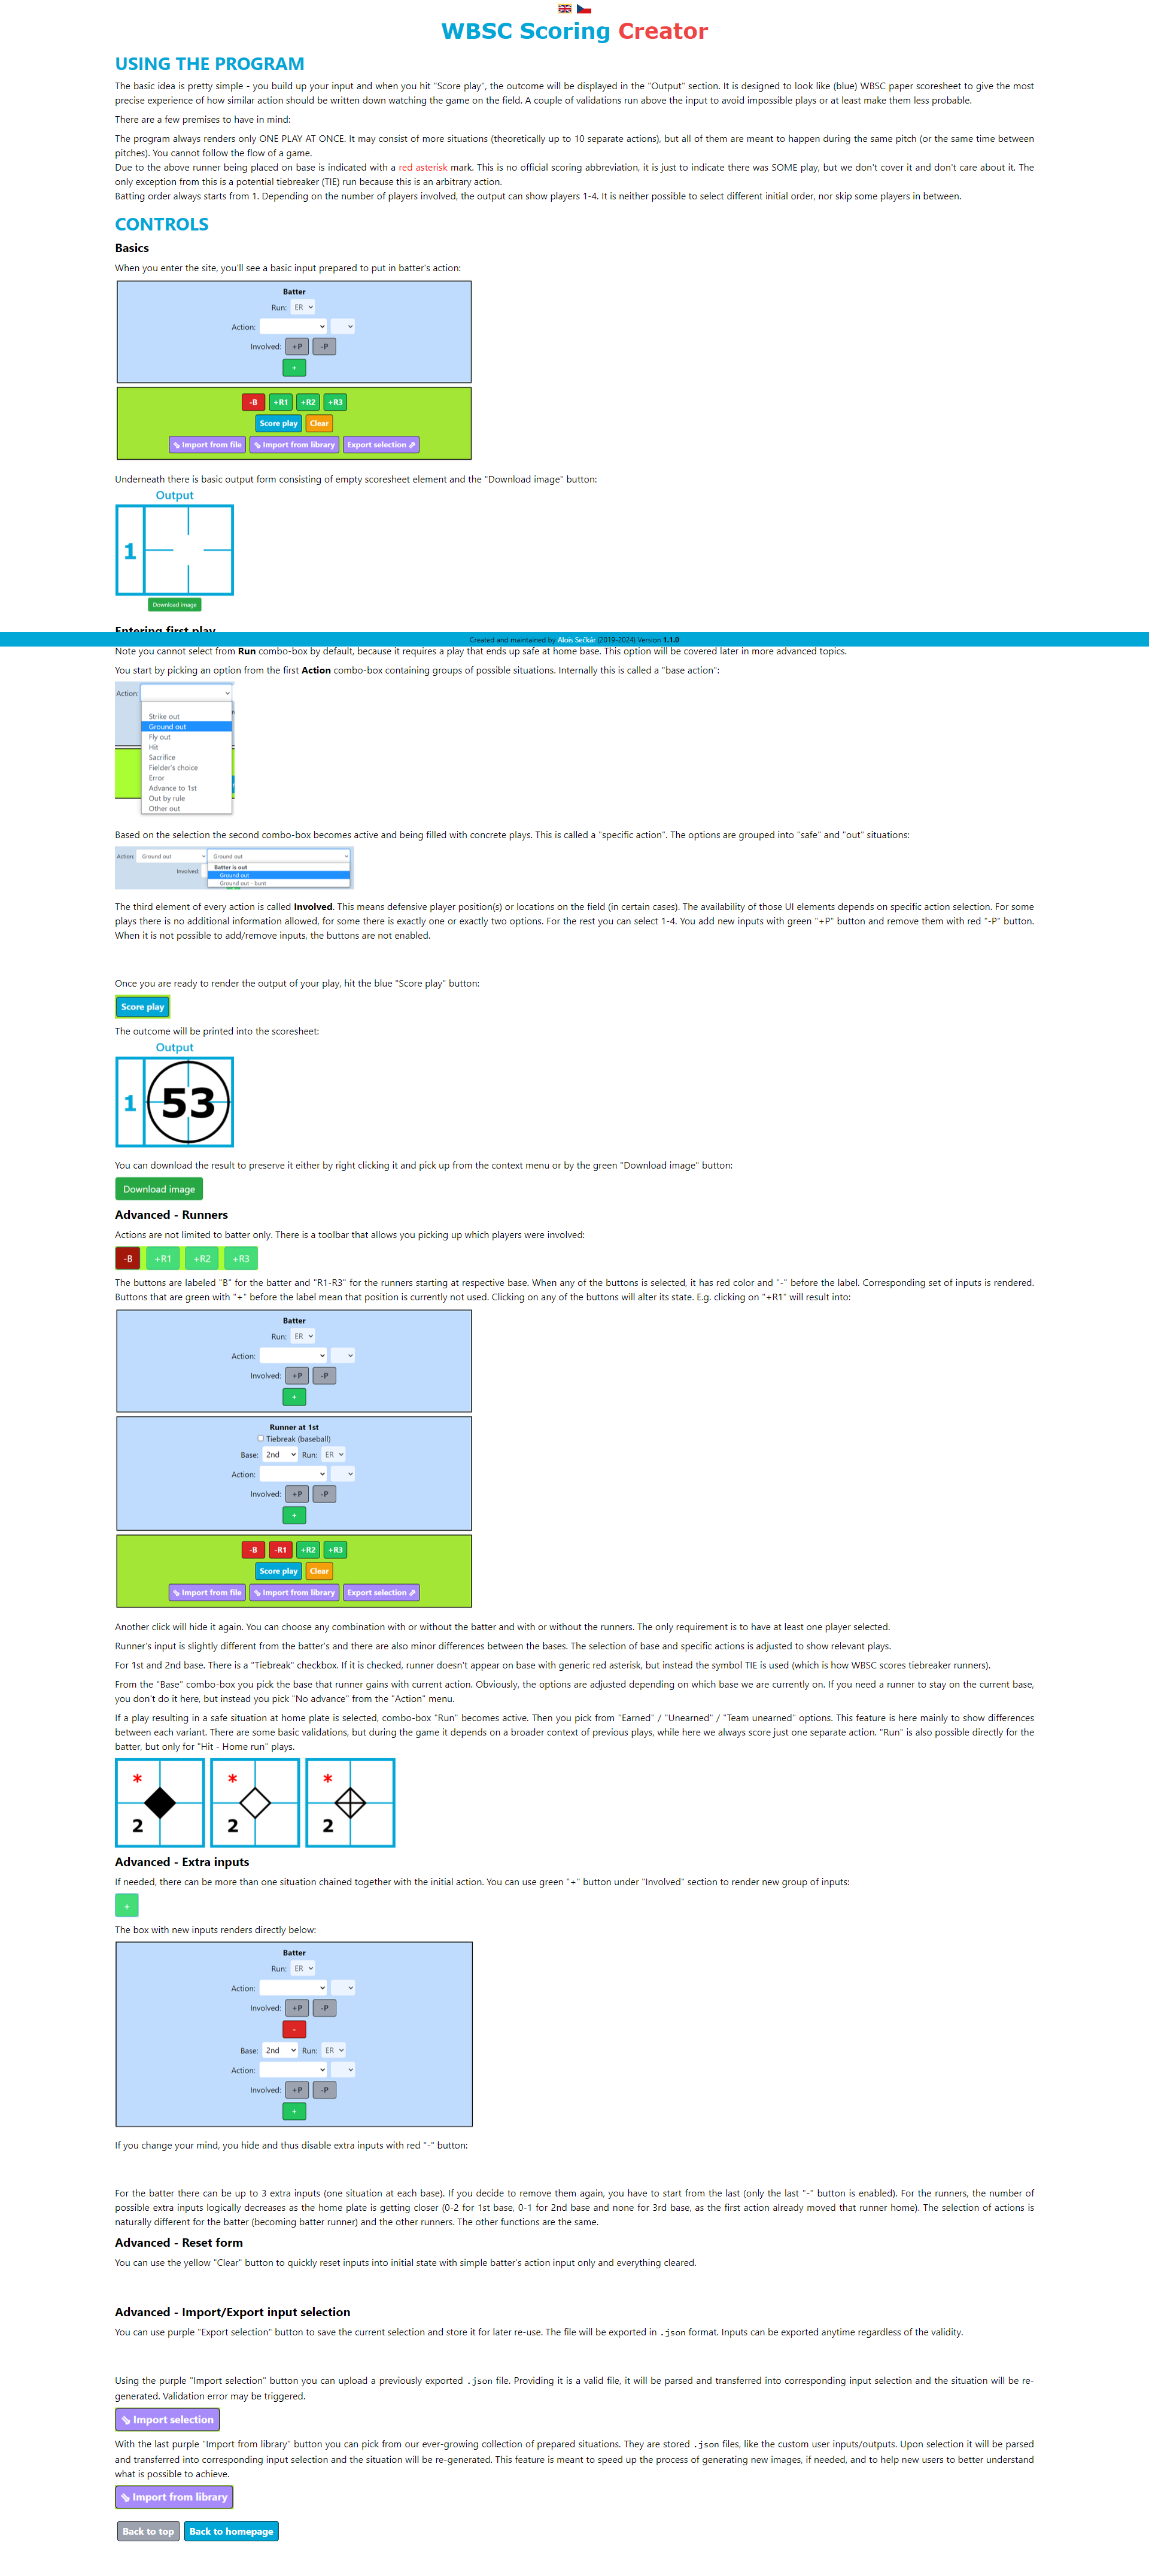 WBSC Scoring Creator
USING THE PROGRAM
The basic idea is pretty simple - you build up your input and when you hit "Score play", the outcome will be displayed in the "Output" section. It is designed to look like (blue) WBSC paper scoresheet to give the most
precise experience of how similar action should be written down watching the game on the field. A couple of validations run above the input to avoid impossible plays or at least make them less probable.
There are a few premises to have in mind:
The program always renders only ONE PLAY AT ONCE. It may consist of more situations (theoretically up to 10 separate actions), but all of them are meant to happen during the same pitch (or the same time between
pitches). You cannot follow the flow of a game.
Due to the above runner being placed on base is indicated with a red asterisk mark. This is no official scoring abbreviation, it is just to indicate there was SOME play, but we don't cover it and don't care about it. The
only exception from this is a potential tiebreaker (TIE) run because this is an arbitrary action.
Batting order always starts from 1. Depending on the number of players involved, the output can show players 1-4. It is neither possible to select different initial order, nor skip some players in between.
CONTROLS
Basics
When you enter the site, you'll see a basic input prepared to put in batter's action:
Batter
Run: ER
Action:
Involved: +P -P
+
-B +R1 +R2 +R3
Score play Clear
Import from file Import from library Export selection
Underneath there is basic output form consisting of empty scoresheet element and the "Download image" button:
Output
1
Download image
Entering first play
Created and maintained by Alois Sečkár (2019-2024) Version 1.1.0
Note you cannot select from Run combo-box by default, because it requires a play that ends up safe at home base. This option will be covered later in more advanced topics.
You start by picking an option from the first Action combo-box containing groups of possible situations. Internally this is called a "base action":
Action:
Strike out
Ground out
Fly out
Hit
Sacrifice
Fielder's choice
Error
Advance to 1st
Out by rule
Other out
Based on the selection the second combo-box becomes active and being filled with concrete plays. This is called a "specific action". The options are grouped into "safe" and "out" situations:
Action: Ground out Ground out
Batter is out
Involved: Ground out
Ground out - bunt
The third element of every action is called Involved. This means defensive player position(s) or locations on the field (in certain cases). The availability of those UI elements depends on specific action selection. For some
plays there is no additional information allowed, for some there is exactly one or exactly two options. For the rest you can select 1-4. You add new inputs with green "+P" button and remove them with red "-P" button.
When it is not possible to add/remove inputs, the buttons are not enabled.
Once you are ready to render the output of your play, hit the blue "Score play" button:
Score play
The outcome will be printed into the scoresheet:
Output
1 53
You can download the result to preserve it either by right clicking it and pick up from the context menu or by the green "Download image" button:
Download image
Advanced - Runners
Actions are not limited to batter only. There is a toolbar that allows you picking up which players were involved:
-B +R1 +R2 +R3
The buttons are labeled "B" for the batter and "R1-R3" for the runners starting at respective base. When any of the buttons is selected, it has red color and "-" before the label. Corresponding set of inputs is rendered.
Buttons that are green with "+" before the label mean that position is currently not used. Clicking on any of the buttons will alter its state. E.g. clicking on "+R1" will result into:
Batter
Run: ER
Action:
Involved: +P -P
+
Runner at 1st
Tiebreak (baseball)
Base: 2nd Run: ER
Action:
Involved: +P -P
+
-B -R1 +R2 +R3
Score play Clear
Import from file Import from library Export selection
Another click will hide it again. You can choose any combination with or without the batter and with or without the runners. The only requirement is to have at least one player selected.
Runner's input is slightly different from the batter's and there are also minor differences between the bases. The selection of base and specific actions is adjusted to show relevant plays.
For 1st and 2nd base. There is a "Tiebreak" checkbox. If it is checked, runner doesn't appear on base with generic red asterisk, but instead the symbol TIE is used (which is how WBSC scores tiebreaker runners).
From the "Base" combo-box you pick the base that runner gains with current action. Obviously, the options are adjusted depending on which base we are currently on. If you need a runner to stay on the current base,
you don't do it here, but instead you pick "No advance" from the "Action" menu.
If a play resulting in a safe situation at home plate is selected, combo-box "Run" becomes active. Then you pick from "Earned" / "Unearned" / "Team unearned" options. This feature is here mainly to show differences
between each variant. There are some basic validations, but during the game it depends on a broader context of previous plays, while here we always score just one separate action. "Run" is also possible directly for the
batter, but only for "Hit - Home run" plays.
* * *
2 2 2
Advanced - Extra inputs
If needed, there can be more than one situation chained together with the initial action. You can use green "+" button under "Involved" section to render new group of inputs:
+
The box with new inputs renders directly below:
Batter
Run: ER
Action:
Involved: +P -P
-
Base: 2nd Run: ER
Action:
Involved: +P -P
+
If you change your mind, you hide and thus disable extra inputs with red "-" button:
For the batter there can be up to 3 extra inputs (one situation at each base). If you decide to remove them again, you have to start from the last (only the last "-" button is enabled). For the runners, the number of
possible extra inputs logically decreases as the home plate is getting closer (0-2 for 1st base, 0-1 for 2nd base and none for 3rd base, as the first action already moved that runner home). The selection of actions is
naturally different for the batter (becoming batter runner) and the other runners. The other functions are the same.
Advanced - Reset form
You can use the yellow "Clear" button to quickly reset inputs into initial state with simple batter's action input only and everything cleared.
Advanced - Import/Export input selection
You can use purple "Export selection" button to save the current selection and store it for later re-use. The file will be exported in .json format. Inputs can be exported anytime regardless of the validity.
Using the purple "Import selection" button you can upload a previously exported .json file. Providing it is a valid file, it will be parsed and transferred into corresponding input selection and the situation will be re-
generated. Validation error may be triggered.
Import selection
With the last purple "Import from library" button you can pick from our ever-growing collection of prepared situations. They are stored .json files, like the custom user inputs/outputs. Upon selection it will be parsed
and transferred into corresponding input selection and the situation will be re-generated. This feature is meant to speed up the process of generating new images, if needed, and to help new users to better understand
what is possible to achieve.
Import from library
Back to top Back to homepage